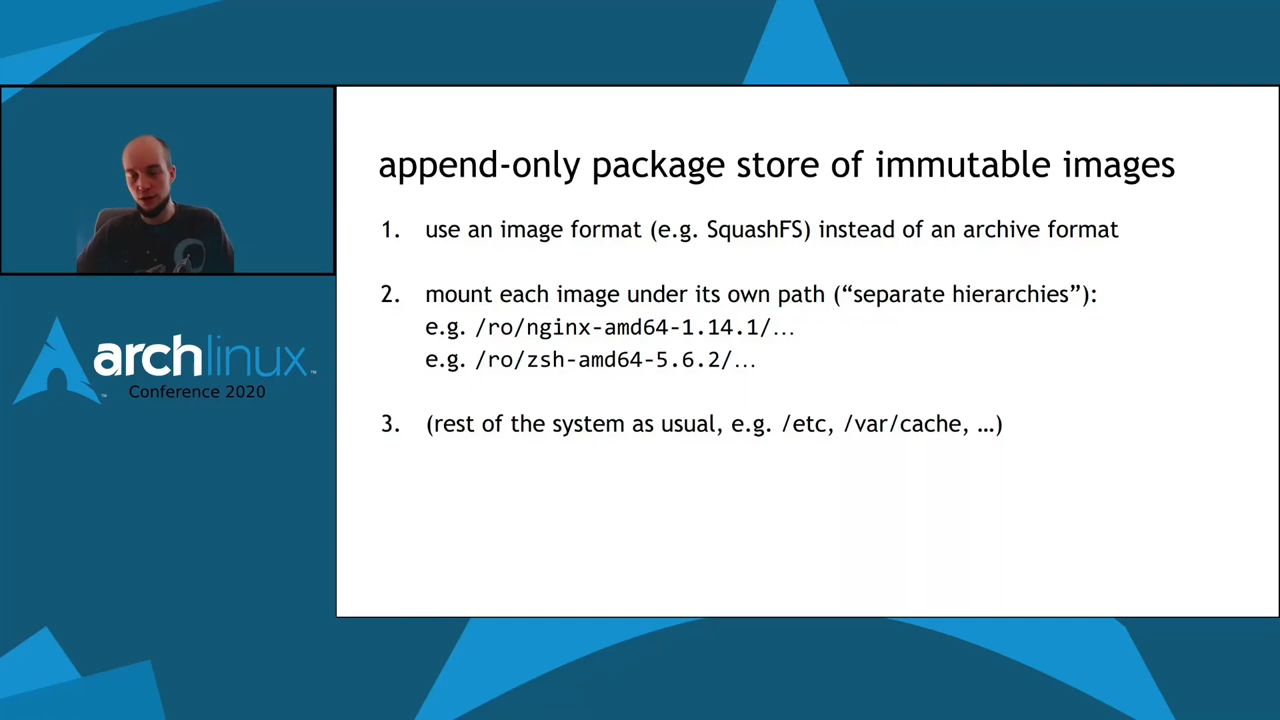 append-only package store of immutable images
1. use an image format (e.g. SquashFS) instead of an archive format
2. mount each image under its own path (“separate hierarchies”):
e.g. /ro/nginx-amd64-1.14.1/…
e.g. /ro/zsh-amd64-5.6.2/…
3. (rest of the system as usual, e.g. /etc, /var/cache, …)
archlinux™
Conference 2020